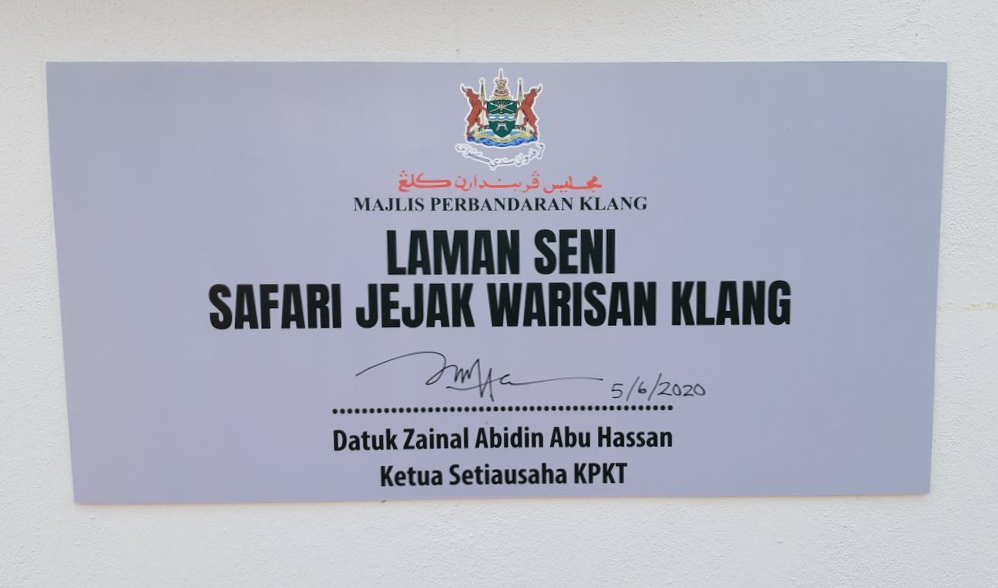 مجليس ڤربندارن کلڠ
MAJLIS PERBANDARAN KLANG
LAMAN SENI
SAFARI JEJAK WARISAN KLANG
5/6/2020
Datuk Zainal Abidin Abu Hassan
Ketua Setiausaha KPKT